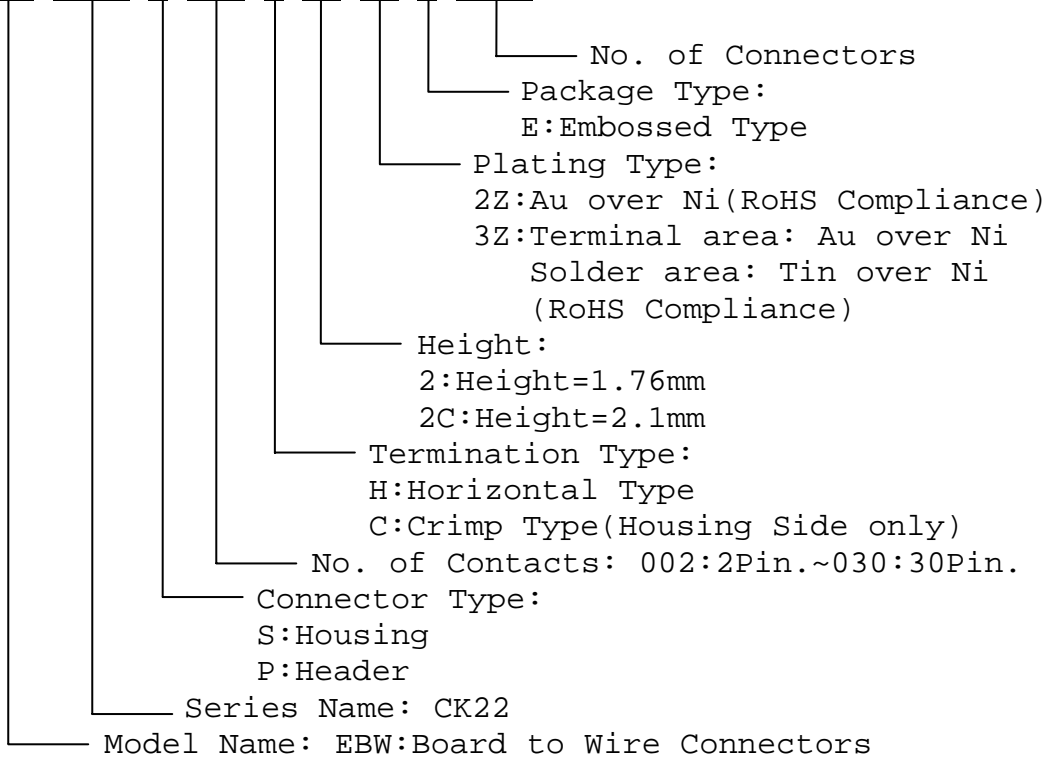 No. of Connectors
Package Type:
E:Embossed Type
Plating Type:
2Z:Au over Ni(RoHS Compliance)
3Z:Terminal area: Au over Ni
Solder area: Tin over Ni
(RoHS Compliance)
Height:
2:Height=1.76mm
2C:Height=2.1mm
Termination Type:
H:Horizontal Type
C:Crimp Type(Housing Side only)
No. of Contacts: 002:2Pin.~030:30Pin.
Connector Type:
S:Housing
P:Header
Series Name: CK22
Model Name: EBW:Board to Wire Connectors